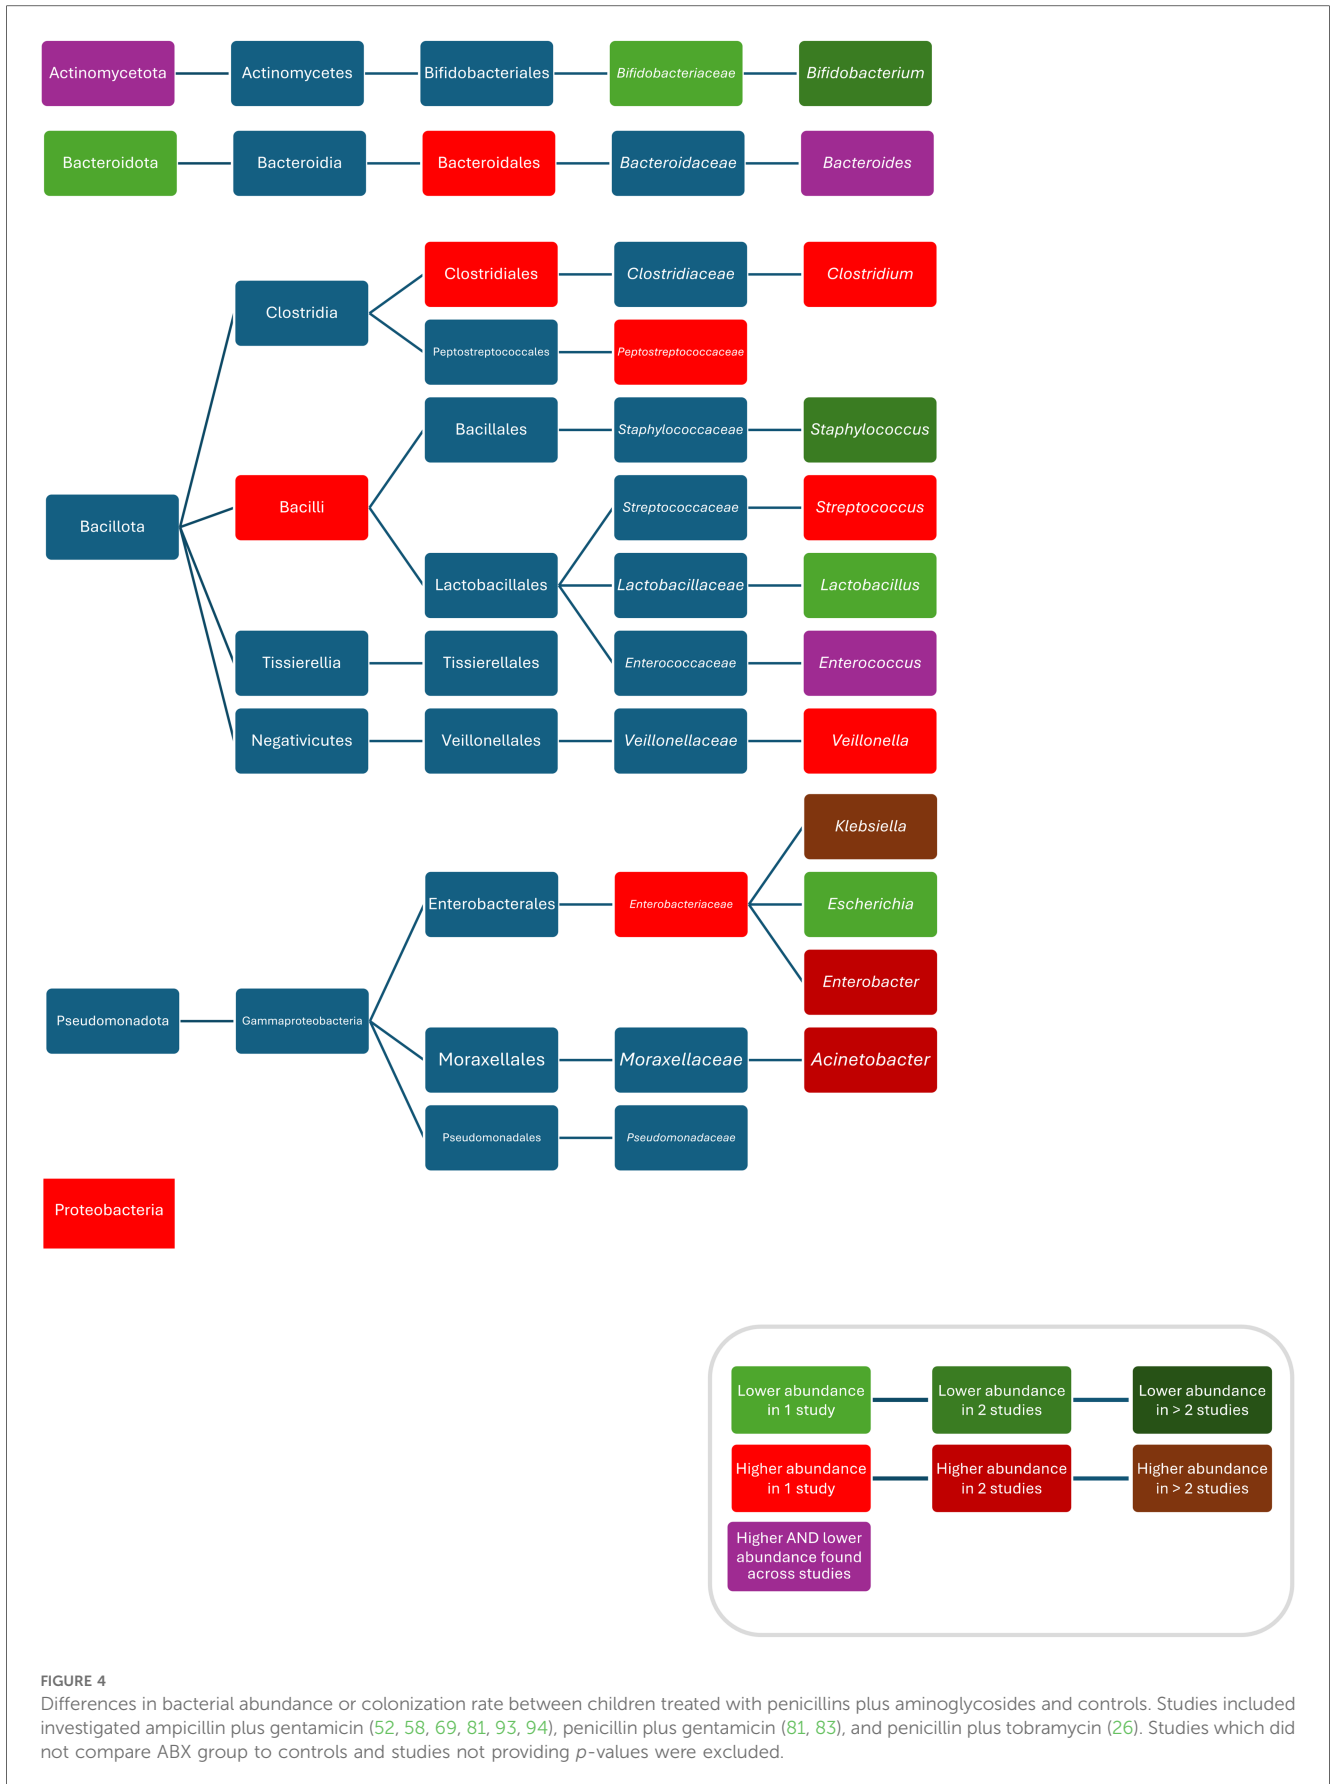 Actinomycetota
Actinomycetes
Bifidobacteriales
Bifidobacteriaceae
Bifidobacterium
Bacteroidota
Bacteroidia
Bacteroidales
Bacteroidaceae
Bacteroides
Clostridiales
Clostridiaceae
Clostridium
Clostridia
Peptostreptococcales
Peptostreptococcaceae
Bacillales
Staphylococcaceae
Staphylococcus
Bacilli
Streptococcaceae
Streptococcus
Bacillota
Lactobacillales
Lactobacillaceae
Lactobacillus
Tissierellia
Tissierellales
Enterococcaceae
Enterococcus
Negativicutes
Veillonellales
Veillonellaceae
Veillonella
Klebsiella
Enterobacterales
Enterobacteriaceae
Escherichia
Enterobacter
Pseudomonadota
Gammaproteobacteria
Moraxellales
Moraxellaceae
Acinetobacter
Pseudomonadales
Pseudomonadaceae
Proteobacteria
Lower abundance
in 1 study
Lower abundance
in 2 studies
Lower abundance
in > 2 studies
Higher abundance
in 1 study
Higher abundance
in 2 studies
Higher abundance
in > 2 studies
Higher AND lower
abundance found
across studies
FIGURE 4
Differences in bacterial abundance or colonization rate between children treated with penicillins plus aminoglycosides and controls. Studies included
investigated ampicillin plus gentamicin (52, 58, 69, 81, 93, 94), penicillin plus gentamicin (81, 83), and penicillin plus tobramycin (26). Studies which did
not compare ABX group to controls and studies not providing p-values were excluded.